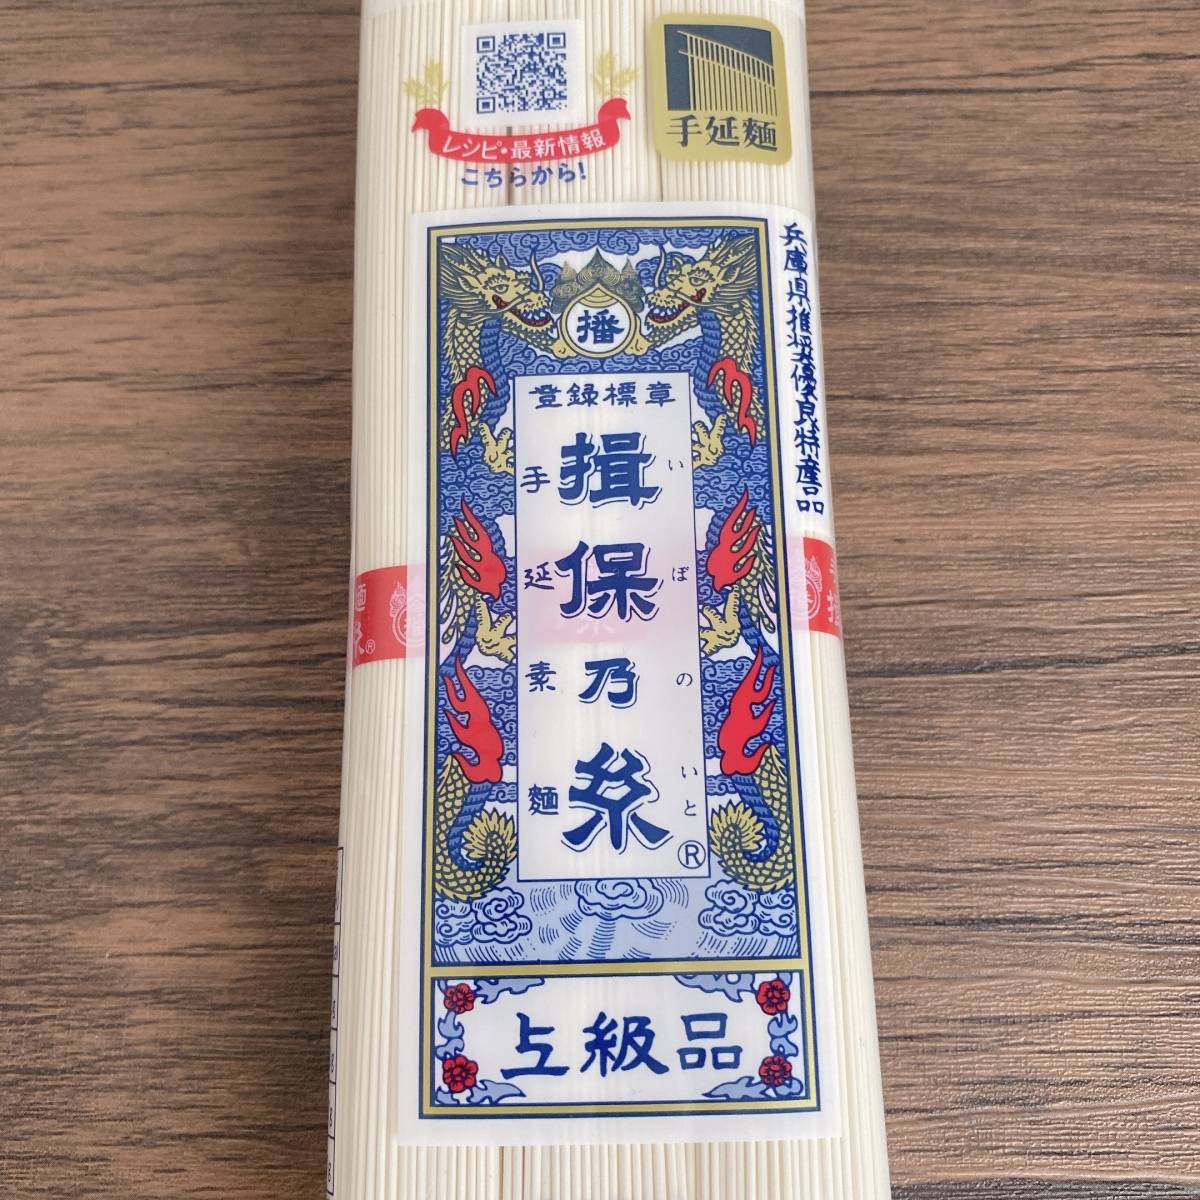 レシピ・最新情報
こちらから!
手延麺
兵庫県推奨優良特産品
播
登録標章
揖保乃糸
いぼのいと
®
手延素麺
上級品